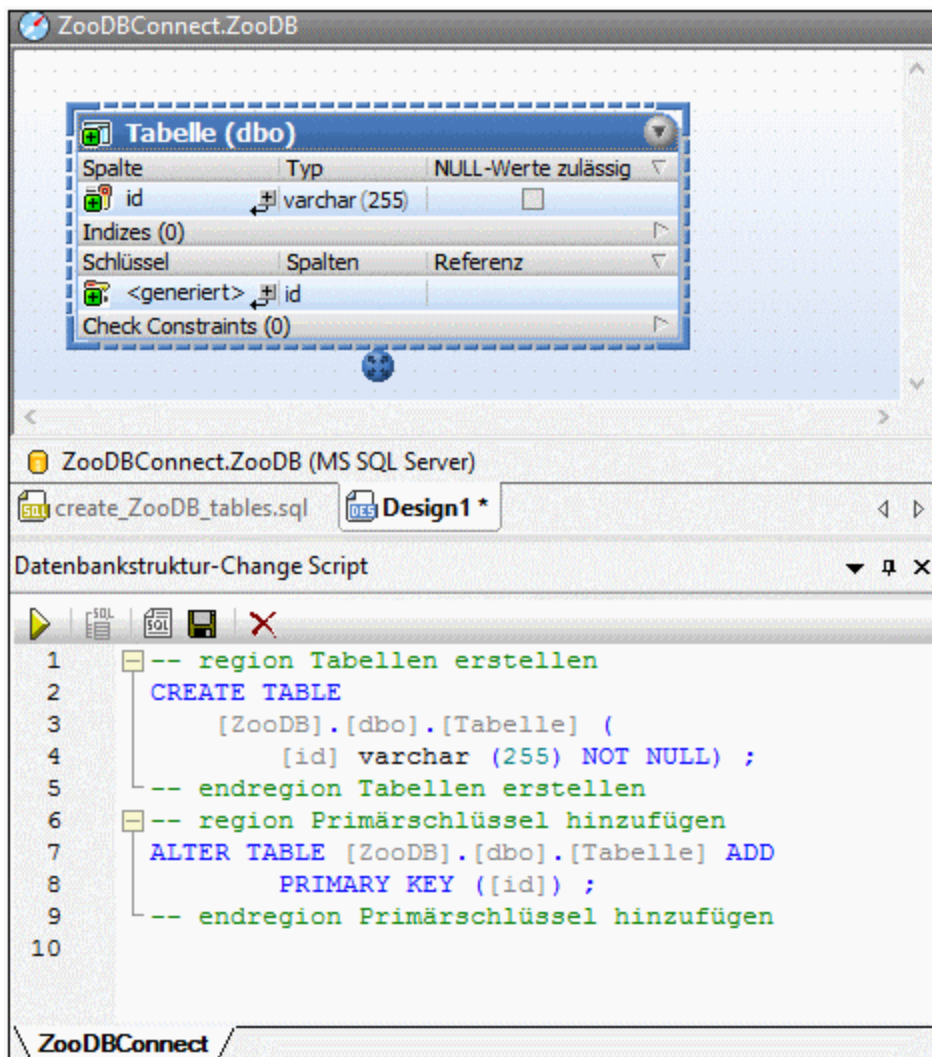 ZooDBConnect.ZooDB
Tabelle (dbo)
Spalte Typ NULL-Werte zulässig
id varchar (255)
Indizes (0)
Schlüssel Spalten Referenz
<generiert> id
Check Constraints (0)
ZooDBConnect.ZooDB (MS SQL Server)
create_ZooDB_tables.sql Design1 *
Datenbankstruktur-Change Script
1 -- region Tabellen erstellen
2 CREATE TABLE
3 [ZooDB].[dbo].[Tabelle] (
4 [id] varchar (255) NOT NULL) ;
5 -- endregion Tabellen erstellen
6 -- region Primärschlüssel hinzufügen
7 ALTER TABLE [ZooDB].[dbo].[Tabelle] ADD
8 PRIMARY KEY ([id]) ;
9 -- endregion Primärschlüssel hinzufügen
10
ZooDBConnect